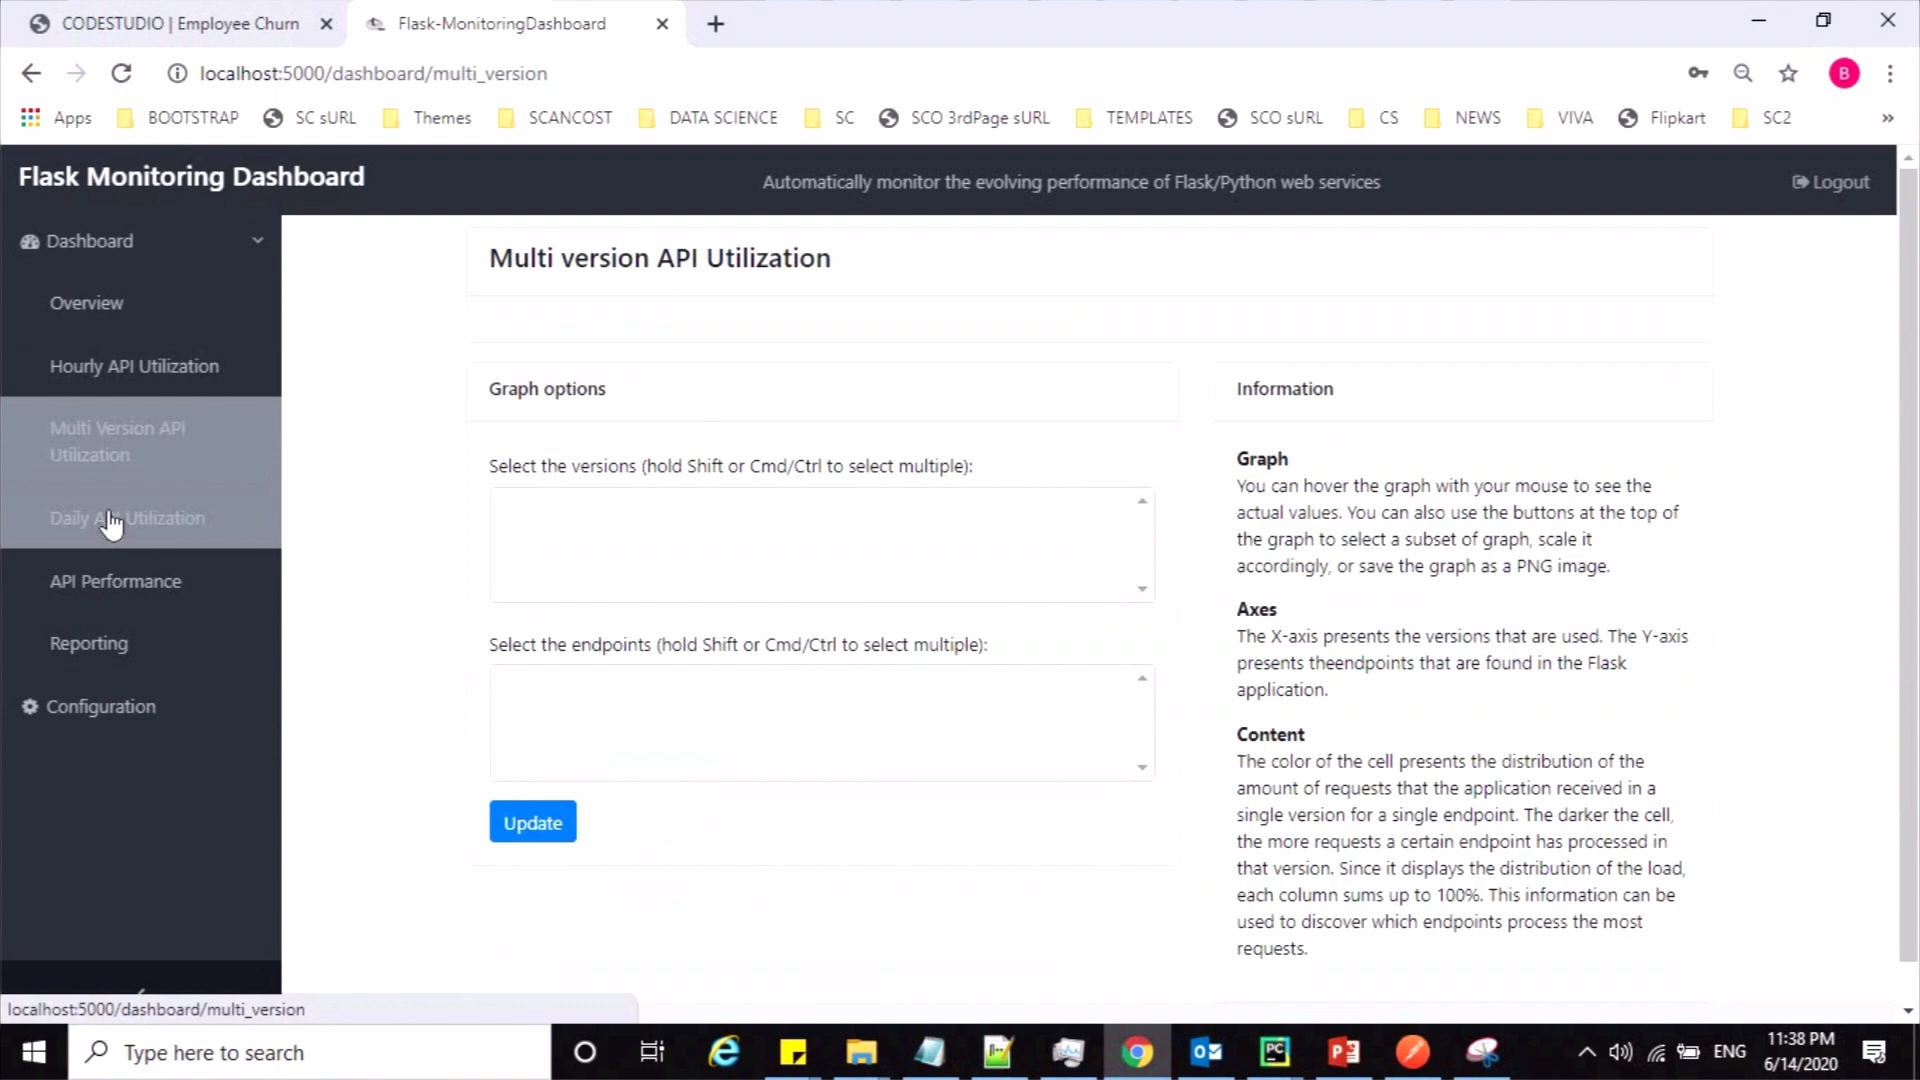 CODESTUDIO | Employee Churn
Flask-MonitoringDashboard
localhost:5000/dashboard/multi_version
B
Apps
BOOTSTRAP
SC sURL
Themes
SCANCOST
DATA SCIENCE
SC
SCO 3rdPage sURL
TEMPLATES
SCO sURL
CS
NEWS
VIVA
Flipkart
SC2
»
Flask Monitoring Dashboard
Automatically monitor the evolving performance of Flask/Python web services
Logout
Dashboard
Overview
Hourly API Utilization
Multi Version API
Utilization
Daily API Utilization
API Performance
Reporting
Configuration
Multi version API Utilization
Graph options
Select the versions (hold Shift or Cmd/Ctrl to select multiple):
Select the endpoints (hold Shift or Cmd/Ctrl to select multiple):
Update
Information
Graph
You can hover the graph with your mouse to see the
actual values. You can also use the buttons at the top of
the graph to select a subset of graph, scale it
accordingly, or save the graph as a PNG image.
Axes
The X-axis presents the versions that are used. The Y-axis
presents theendpoints that are found in the Flask
application.
Content
The color of the cell presents the distribution of the
amount of requests that the application received in a
single version for a single endpoint. The darker the cell,
the more requests a certain endpoint has processed in
that version. Since it displays the distribution of the load,
each column sums up to 100%. This information can be
used to discover which endpoints process the most
requests.
localhost:5000/dashboard/multi_version
Type here to search
ENG
11:38 PM
6/14/2020